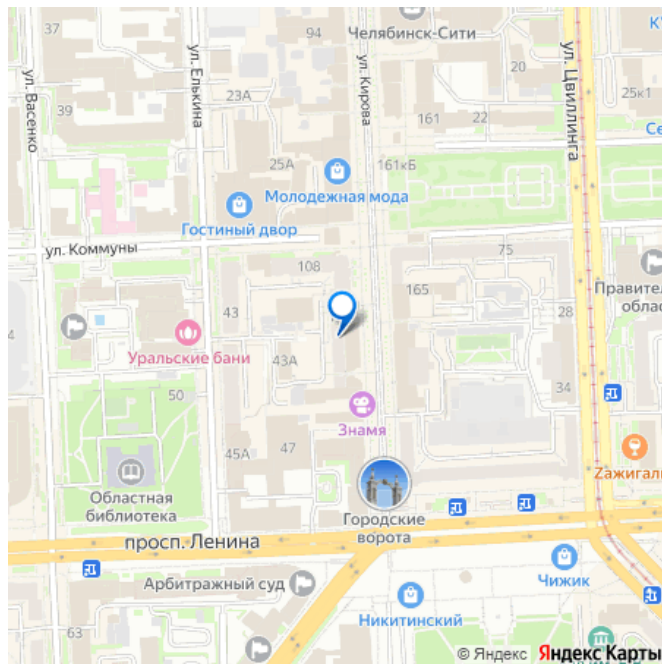 37
94
Челябинск-Сити
ул. Васенко
ул. Елькина
ул. Кирова
ул. Цвиллинга
20
39
23А
161
22
25к1
25А
161кБ
Молодежная мода
Гостиный двор
ул. Коммуны
75
108
165
43
28
Уральские бани
43А
50
34
Знамя
45А
47
Областная
библиотека
Городские
ворота
просп. Ленина
Арбитражный суд
Чижик
Никитинский
63
© Яндекс Яндекс Карты